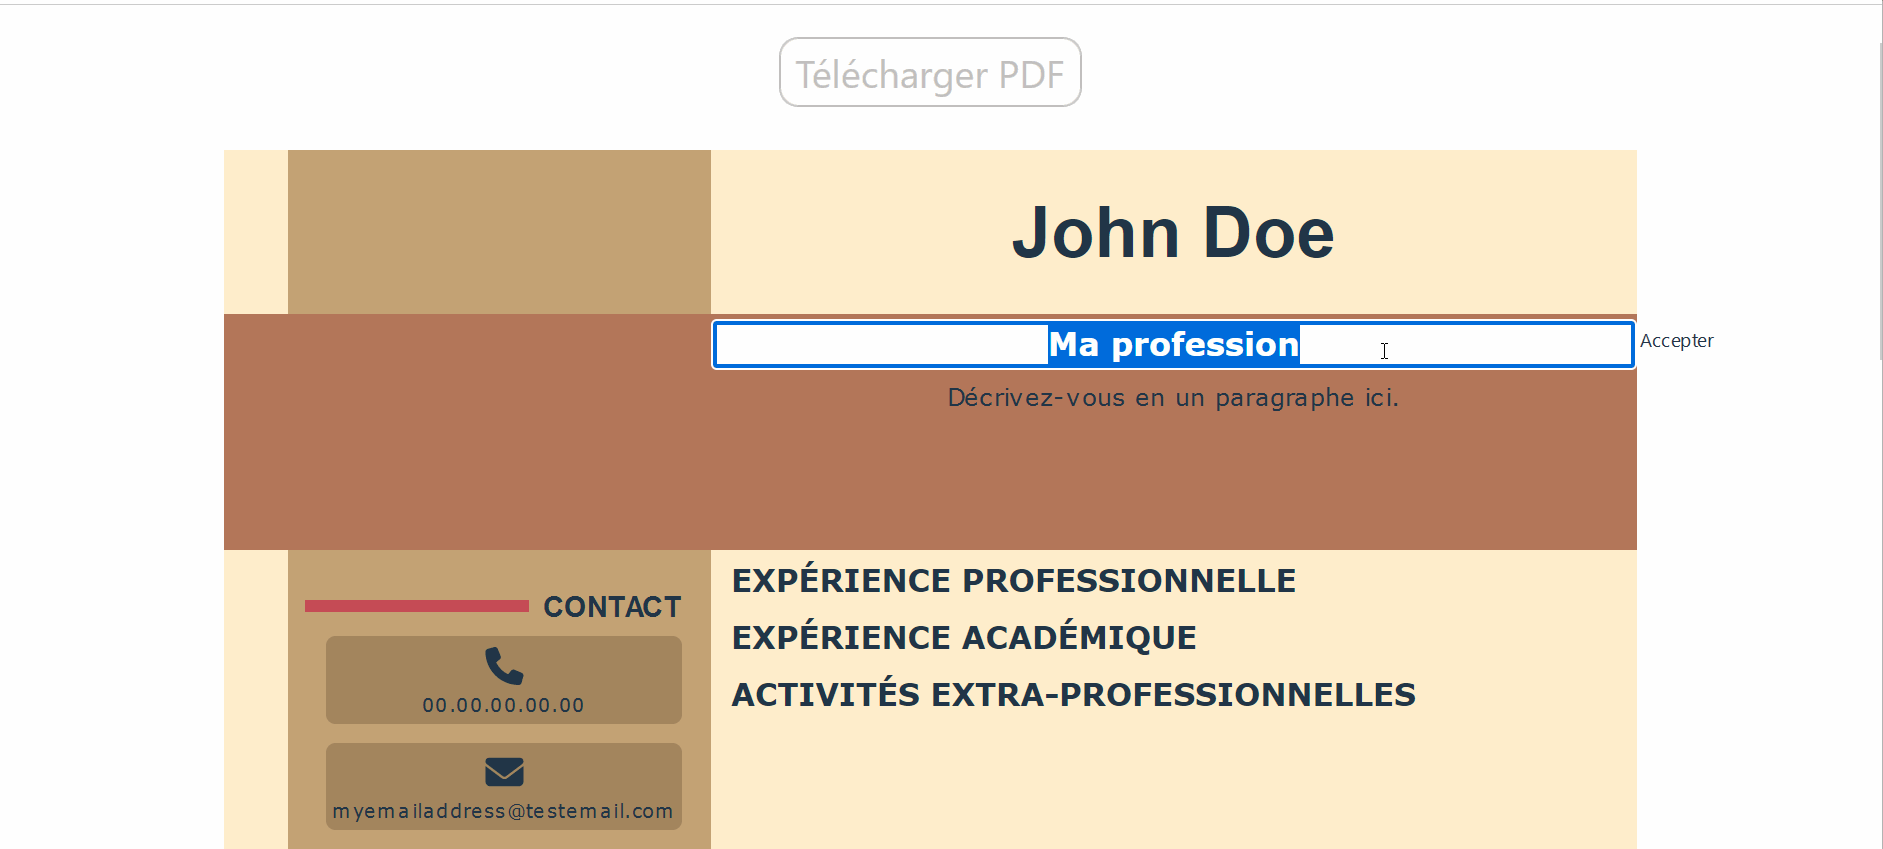 Télécharger PDF
John Doe
Ma profession
Accepter
Décrivez-vous en un paragraphe ici.
CONTACT
00.00.00.00.00
myemailaddress@testemail.com
EXPÉRIENCE PROFESSIONNELLE
EXPÉRIENCE ACADÉMIQUE
ACTIVITÉS EXTRA-PROFESSIONNELLES